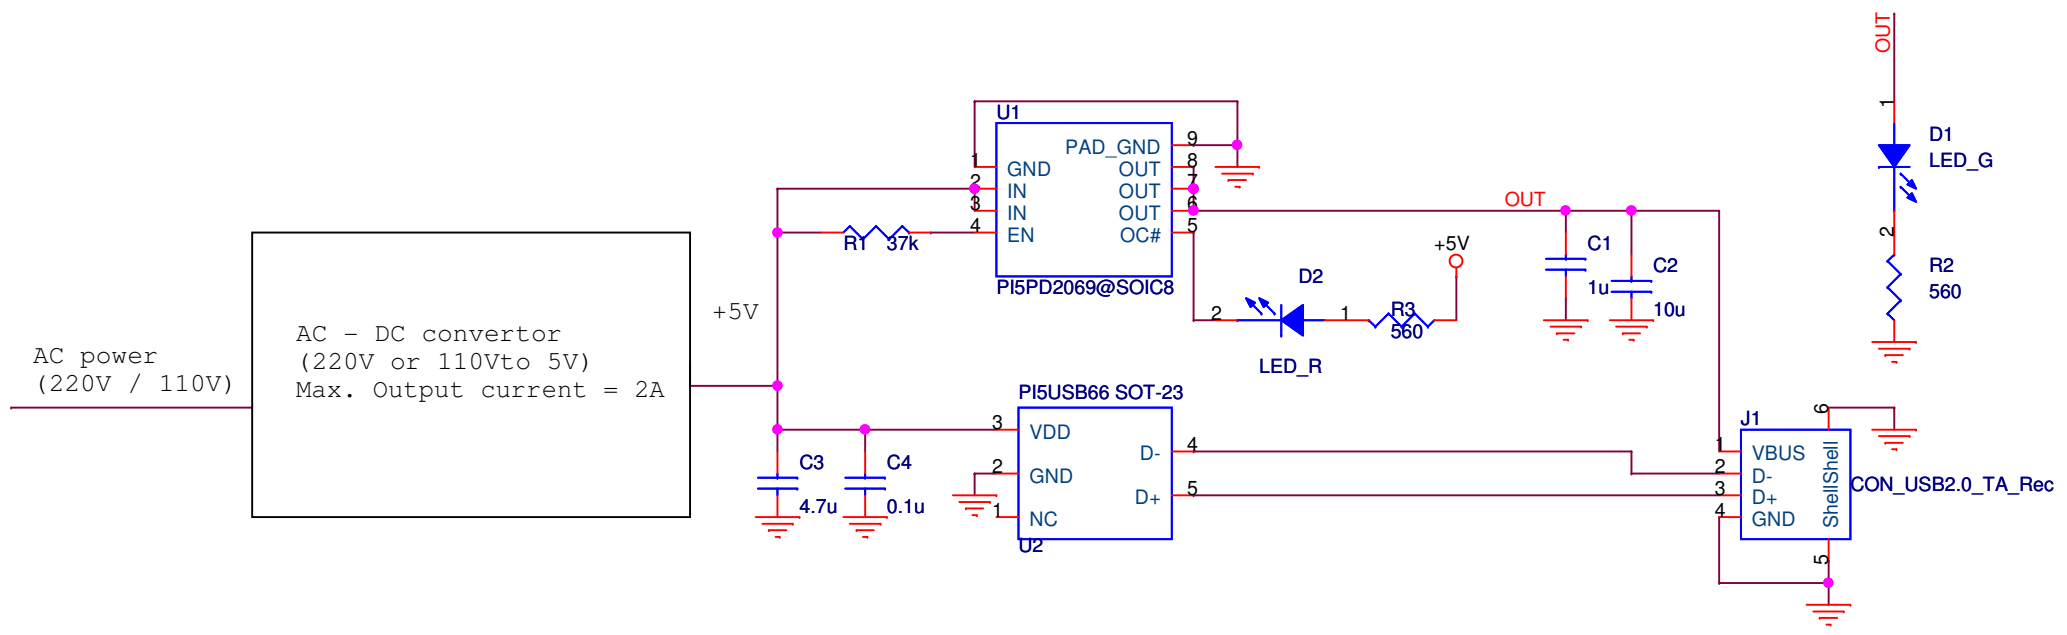 AC power
(220V / 110V)
AC - DC convertor
(220V or 110Vto 5V)
Max. Output current = 2A
+5V
R1
37k
U1
1
2
3
4
GND
IN
IN
EN
PAD_GND
OUT
OUT
OUT
OC#
9
8
7
6
5
PI5PD2069@SOIC8
2
D2
LED_R
1
R3
560
+5V
OUT
C1
1u
C2
10u
OUT
1
D1
LED_G
2
R2
560
C3
4.7u
C4
0.1u
PI5USB66 SOT-23
3
2
1
VDD
GND
NC
D-
D+
4
5
U2
J1
1
2
3
4
VBUS
D-
D+
GND
ShellShell
6
5
CON_USB2.0_TA_Rec